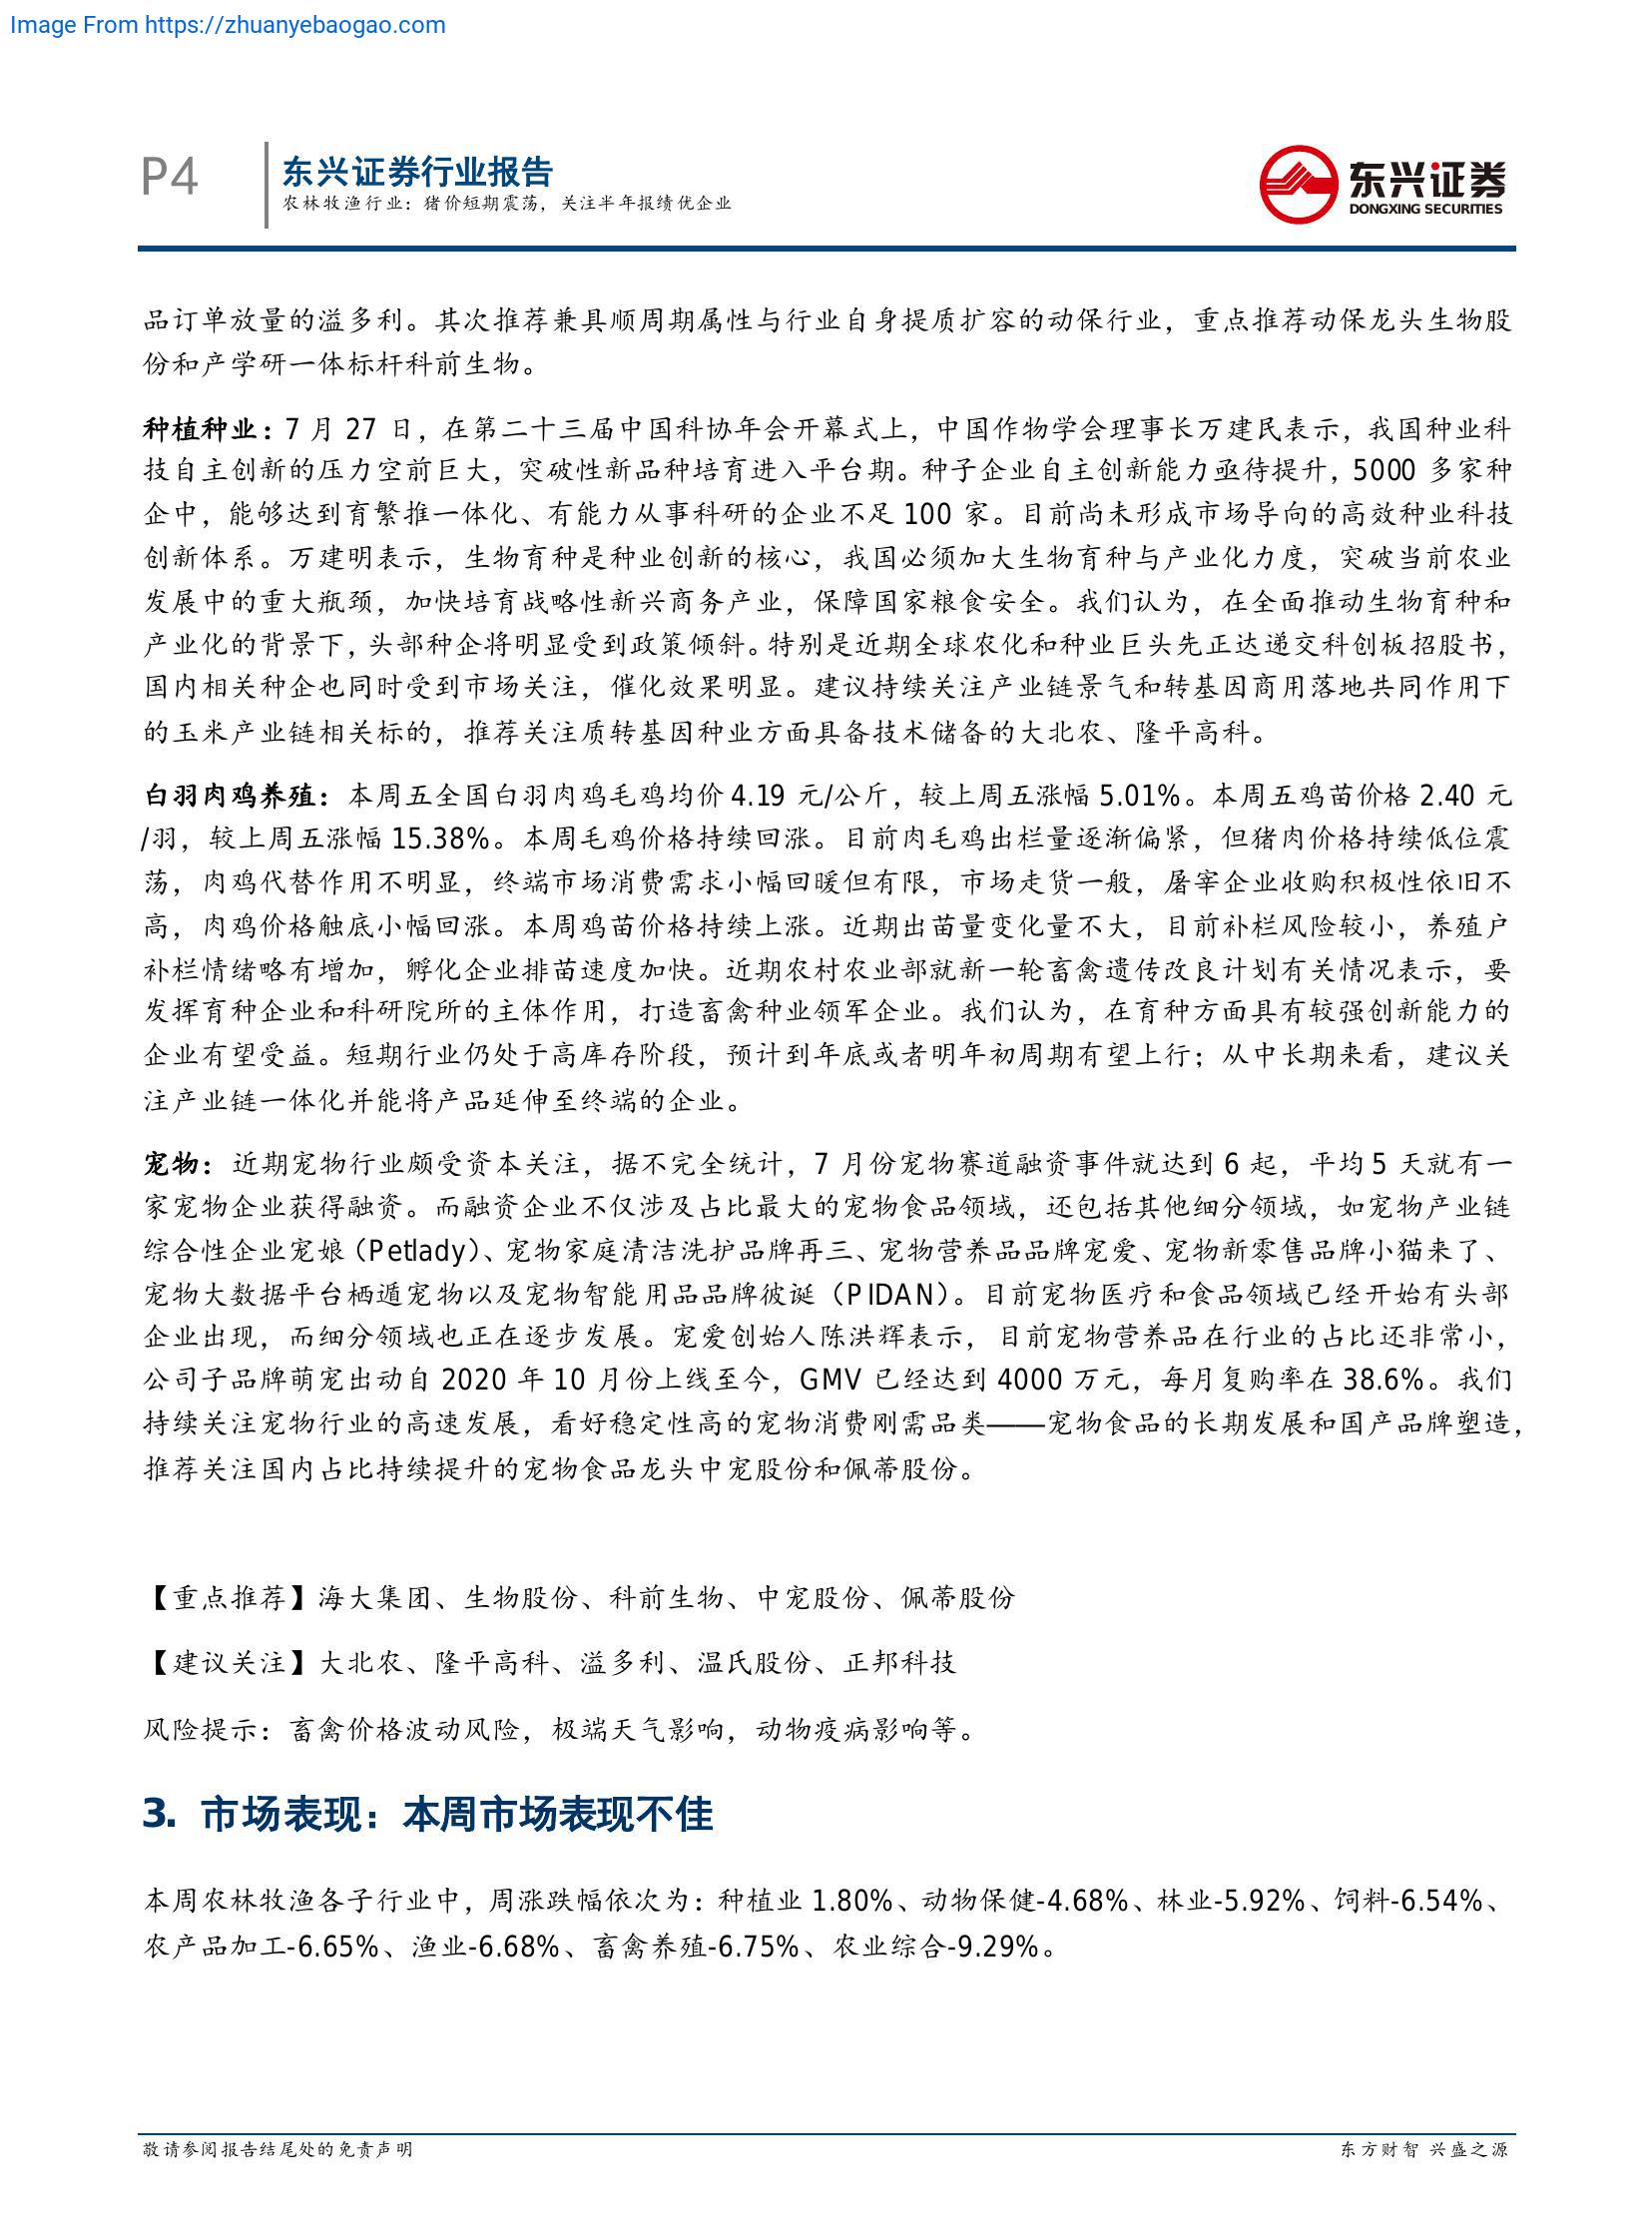 Image From https://zhuanyebaogao.com
P4
东兴证券行业报告
农林牧渔行业：猪价短期震荡，关注半年报绩优企业
东兴证券
DONGXING SECURITIES
品订单放量的溢多利。其次推荐兼具顺周期属性与行业自身提质扩容的动保行业，重点推荐动保龙头生物股
份和产学研一体标杆科前生物。
种植种业：7 月 27 日，在第二十三届中国科协年会开幕式上，中国作物学会理事长万建民表示，我国种业科
技自主创新的压力空前巨大，突破性新品种培育进入平台期。种子企业自主创新能力亟待提升，5000 多家种
企中，能够达到育繁推一体化、有能力从事科研的企业不足 100 家。目前尚未形成市场导向的高效种业科技
创新体系。万建明表示，生物育种是种业创新的核心，我国必须加大生物育种与产业化力度，突破当前农业
发展中的重大瓶颈，加快培育战略性新兴商务产业，保障国家粮食安全。我们认为，在全面推动生物育种和
产业化的背景下，头部种企将明显受到政策倾斜。特别是近期全球农化和种业巨头先正达递交科创板招股书，
国内相关种企也同时受到市场关注，催化效果明显。建议持续关注产业链景气和转基因商用落地共同作用下
的玉米产业链相关标的，推荐关注质转基因种业方面具备技术储备的大北农、隆平高科。
白羽肉鸡养殖：本周五全国白羽肉鸡毛鸡均价 4.19 元/公斤，较上周五涨幅 5.01%。本周五鸡苗价格 2.40 元
/羽，较上周五涨幅 15.38%。本周毛鸡价格持续回涨。目前肉毛鸡出栏量逐渐偏紧，但猪肉价格持续低位震
荡，肉鸡代替作用不明显，终端市场消费需求小幅回暖但有限，市场走货一般，屠宰企业收购积极性依旧不
高，肉鸡价格触底小幅回涨。本周鸡苗价格持续上涨。近期出苗量变化量不大，目前补栏风险较小，养殖户
补栏情绪略有增加，孵化企业排苗速度加快。近期农村农业部就新一轮畜禽遗传改良计划有关情况表示，要
发挥育种企业和科研院所的主体作用，打造畜禽种业领军企业。我们认为，在育种方面具有较强创新能力的
企业有望受益。短期行业仍处于高库存阶段，预计到年底或者明年初周期有望上行；从中长期来看，建议关
注产业链一体化并能将产品延伸至终端的企业。
宠物：近期宠物行业颇受资本关注，据不完全统计，7 月份宠物赛道融资事件就达到 6 起，平均 5 天就有一
家宠物企业获得融资。而融资企业不仅涉及占比最大的宠物食品领域，还包括其他细分领域，如宠物产业链
综合性企业宠娘（Petlady）、宠物家庭清洁洗护品牌再三、宠物营养品品牌宠爱、宠物新零售品牌小猫来了、
宠物大数据平台栖遁宠物以及宠物智能用品品牌彼诞（PIDAN）。目前宠物医疗和食品领域已经开始有头部
企业出现，而细分领域也正在逐步发展。宠爱创始人陈洪辉表示，目前宠物营养品在行业的占比还非常小，
公司子品牌萌宠出动自 2020 年 10 月份上线至今，GMV 已经达到 4000 万元，每月复购率在 38.6%。我们
持续关注宠物行业的高速发展，看好稳定性高的宠物消费刚需品类——宠物食品的长期发展和国产品牌塑造，
推荐关注国内占比持续提升的宠物食品龙头中宠股份和佩蒂股份。
【重点推荐】海大集团、生物股份、科前生物、中宠股份、佩蒂股份
【建议关注】大北农、隆平高科、溢多利、温氏股份、正邦科技
风险提示：畜禽价格波动风险，极端天气影响，动物疫病影响等。
3. 市场表现：本周市场表现不佳
本周农林牧渔各子行业中，周涨跌幅依次为：种植业 1.80%、动物保健-4.68%、林业-5.92%、饲料-6.54%、
农产品加工-6.65%、渔业-6.68%、畜禽养殖-6.75%、农业综合-9.29%。
敬请参阅报告结尾处的免责声明
东方财智 兴盛之源